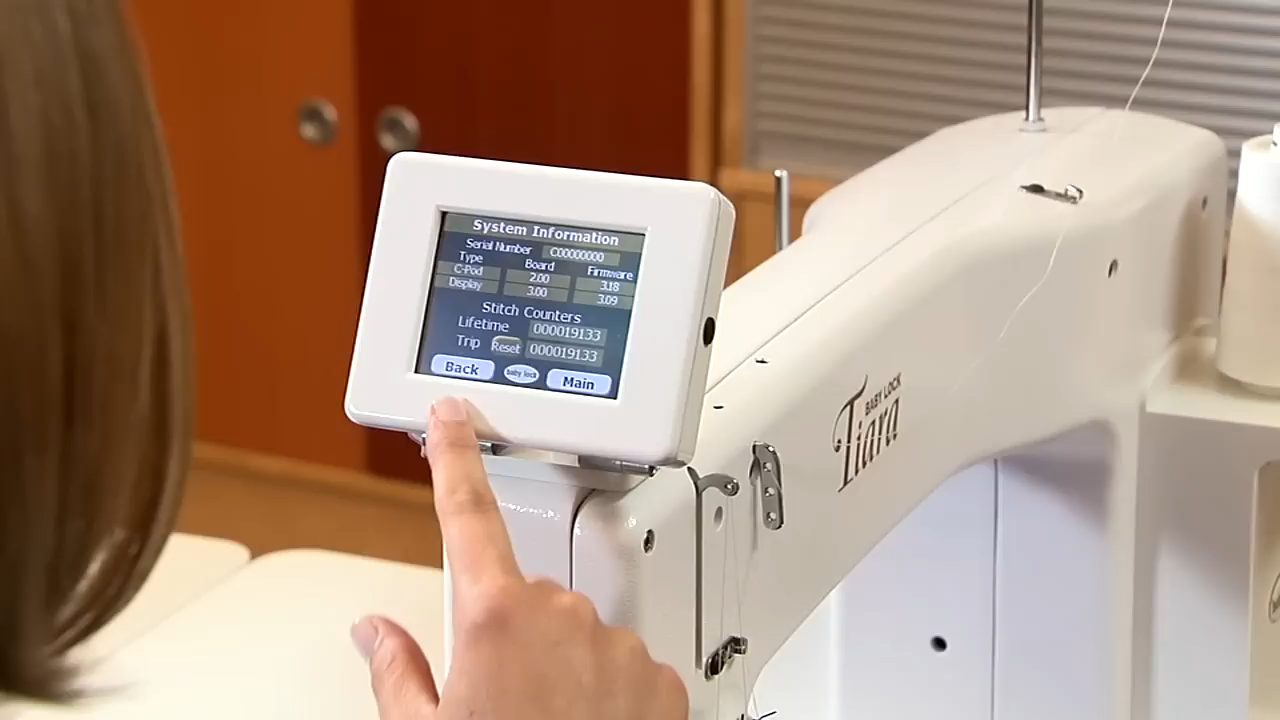 System Information
Serial Number C00000000
Type Board Firmware
C-Pod 2.00 3.18
Display 3.00 3.09
Stitch Counters
Lifetime 000019133
Trip Reset 000019133
Back baby lock Main
BABY LOCK
Tiara